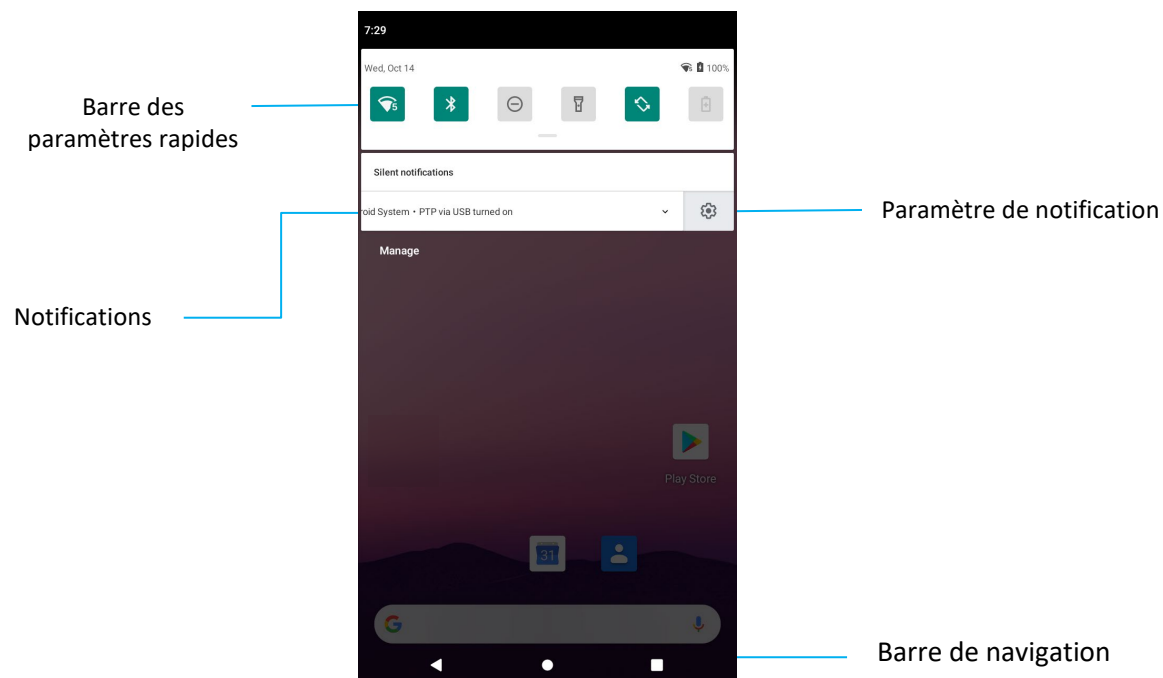 7:29
Wed, Oct 14
100%
5
Barre des
paramètres rapides
Silent notifications
oid System • PTP via USB turned on
Paramètre de notification
Manage
Notifications
Play Store
31
G
Barre de navigation